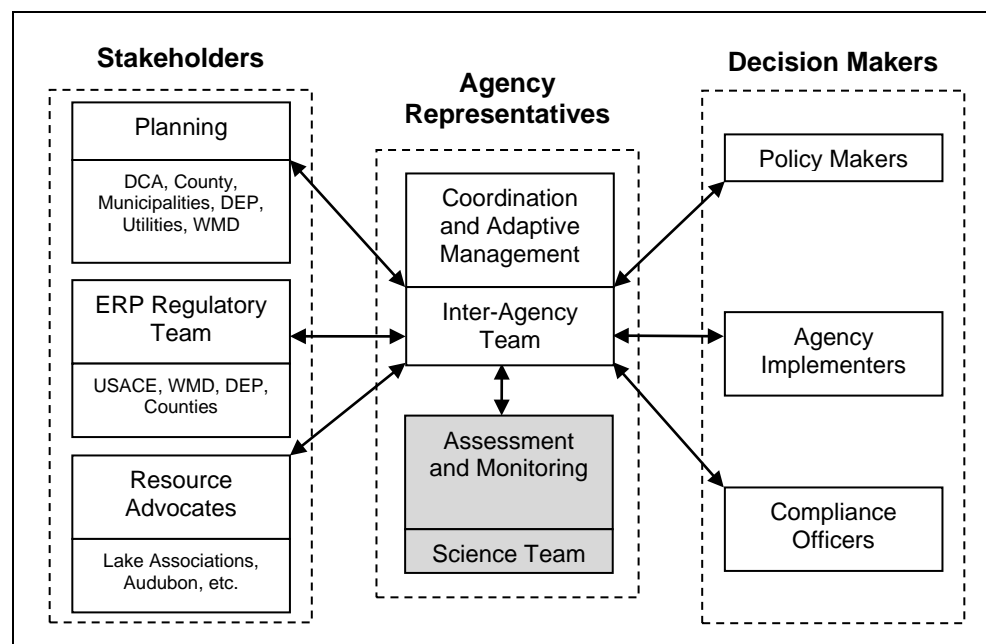 Stakeholders
Planning
DCA, County,
Municipalities, DEP,
Utilities, WMD
ERP Regulatory
Team
USACE, WMD, DEP,
Counties
Resource
Advocates
Lake Associations,
Audubon, etc.
Agency
Representatives
Coordination
and Adaptive
Management
Inter-Agency
Team
Assessment
and Monitoring
Science Team
Decision Makers
Policy Makers
Agency
Implementers
Compliance
Officers